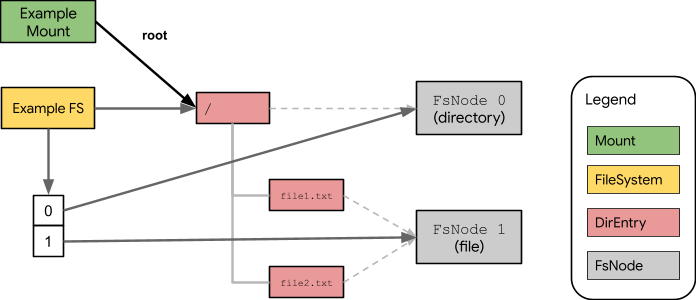 Example
Mount
root
Example FS
/
FsNode 0
(directory)
0
1
file1.txt
FsNode 1
(file)
file2.txt
Legend
Mount
FileSystem
DirEntry
FsNode